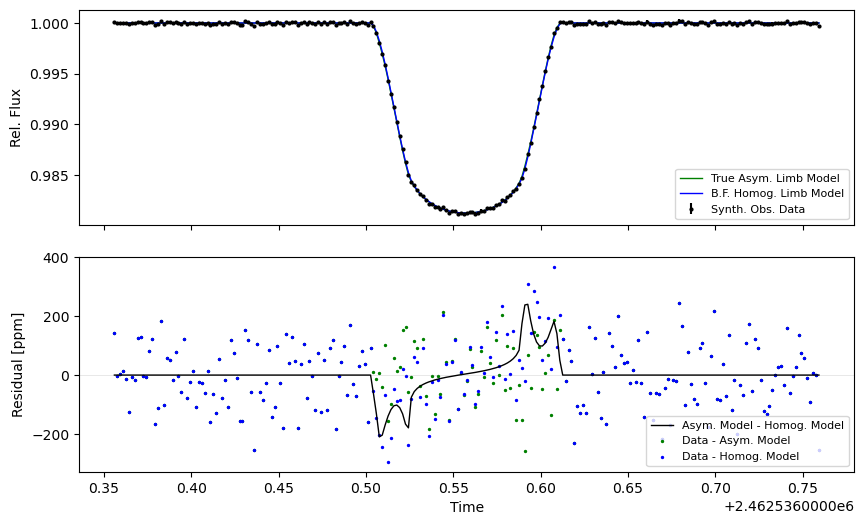 1.000
0.995
0.990
0.985
Rel. Flux
True Asym. Limb Model
B.F. Homog. Limb Model
Synth. Obs. Data
400
200
0
−200
Residual [ppm]
Asym. Model - Homog. Model
Data - Asym. Model
Data - Homog. Model
0.35 0.40 0.45 0.50 0.55 0.60 0.65 0.70 0.75
Time
+2.4625360000e6